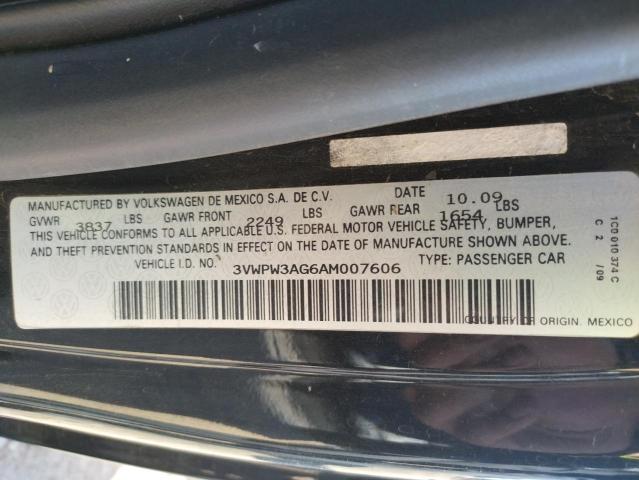 MANUFACTURED BY VOLKSWAGEN DE MEXICO S.A. DE C.V. DATE 10.09
GVWR 3837 LBS GAWR FRONT 2249 LBS GAWR REAR 1654 LBS
THIS VEHICLE CONFORMS TO ALL APPLICABLE U.S. FEDERAL MOTOR VEHICLE SAFETY, BUMPER,
AND THEFT PREVENTION STANDARDS IN EFFECT ON THE DATE OF MANUFACTURE SHOWN ABOVE.
VEHICLE I.D. NO. 3VWPW3AG6AM007606 TYPE: PASSENGER CAR
COUNTRY OF ORIGIN. MEXICO
1C0 010 374 C
C 2 /09